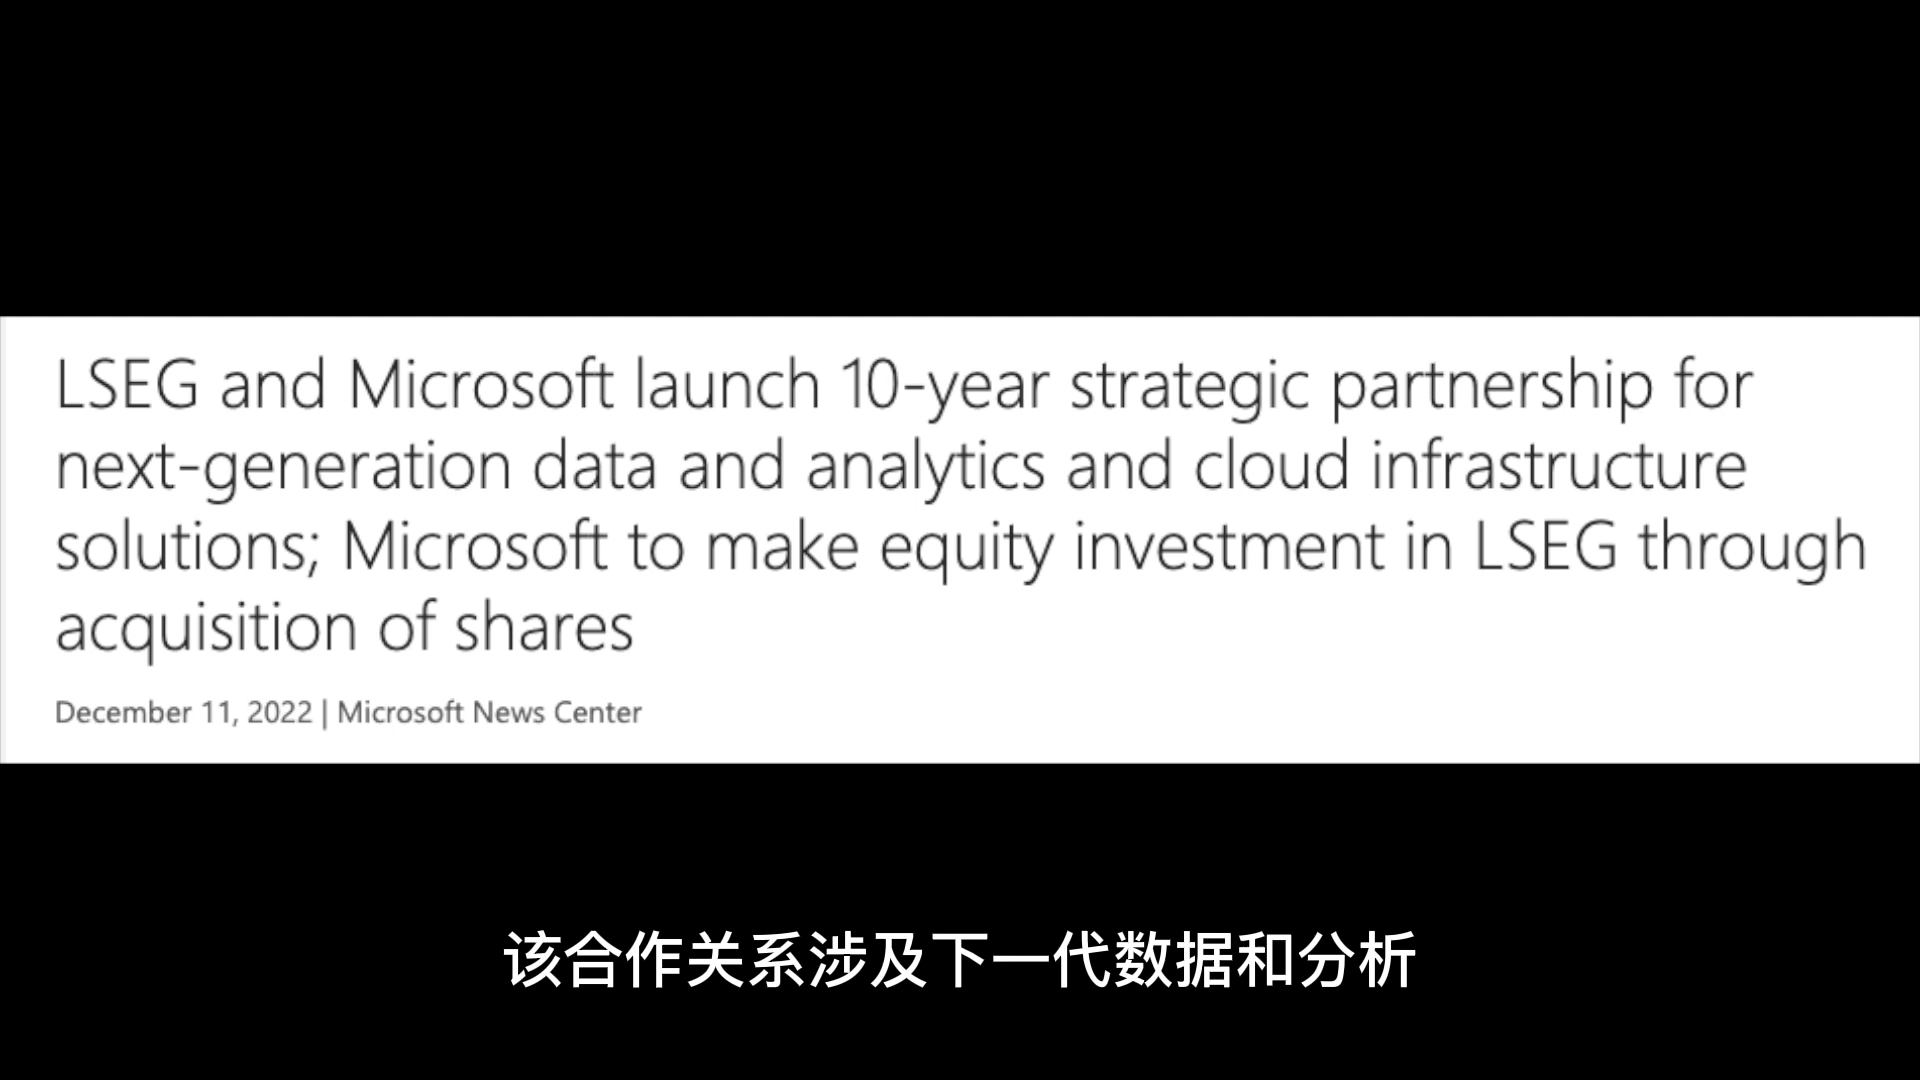 LSEG and Microsoft launch 10-year strategic partnership for
next-generation data and analytics and cloud infrastructure
solutions; Microsoft to make equity investment in LSEG through
acquisition of shares
December 11, 2022 | Microsoft News Center
该合作关系涉及下一代数据和分析